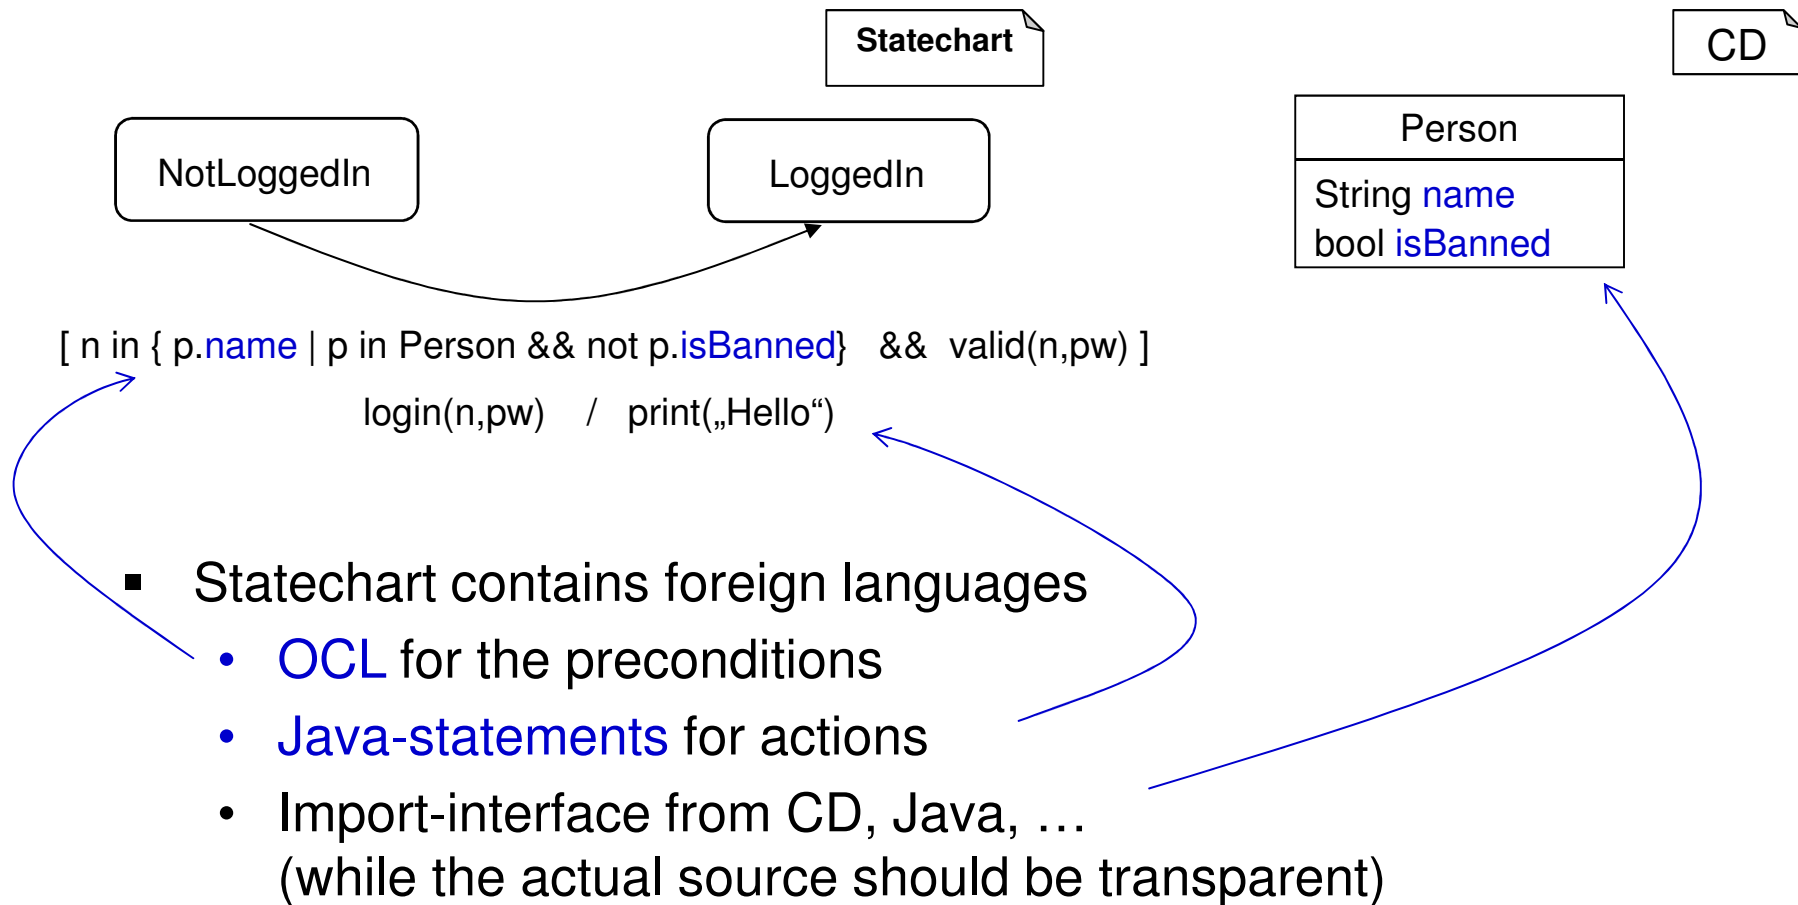 Statechart
CD
NotLoggedIn
LoggedIn
Person
String name
bool isBanned
[ n in { p.name | p in Person && not p.isBanned} && valid(n,pw) ]
login(n,pw) / print(„Hello“)
▪ Statechart contains foreign languages
• OCL for the preconditions
• Java-statements for actions
• Import-interface from CD, Java, …
(while the actual source should be transparent)